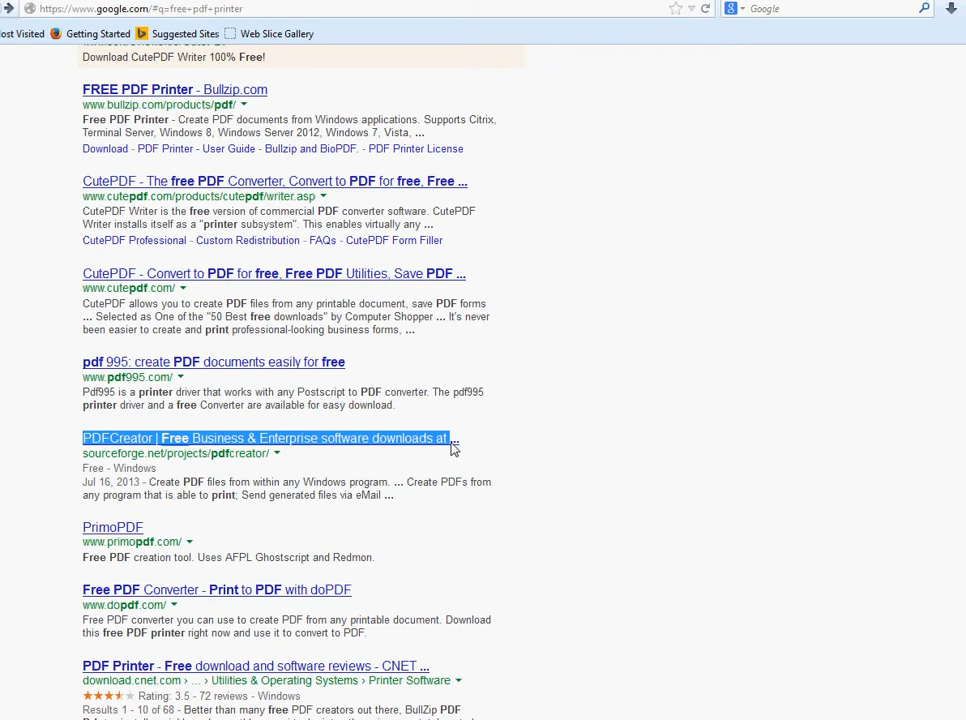 https://www.google.com/#q=free+pdf+printer
Google
ost Visited Getting Started Suggested Sites Web Slice Gallery
Download CutePDF Writer 100% Free!
FREE PDF Printer - Bullzip.com
www.bullzip.com/products/pdf/
Free PDF Printer - Create PDF documents from Windows applications. Supports Citrix,
Terminal Server, Windows 8, Windows Server 2012, Windows 7, Vista, ...
Download - PDF Printer - User Guide - Bullzip and BioPDF. - PDF Printer License
CutePDF - The free PDF Converter, Convert to PDF for free, Free ...
www.cutepdf.com/products/cutepdf/writer.asp
CutePDF Writer is the free version of commercial PDF converter software. CutePDF
Writer installs itself as a "printer subsystem". This enables virtually any ...
CutePDF Professional - Custom Redistribution - FAQs - CutePDF Form Filler
CutePDF - Convert to PDF for free, Free PDF Utilities, Save PDF ...
www.cutepdf.com/
CutePDF allows you to create PDF files from any printable document, save PDF forms
... Selected as One of the "50 Best free downloads" by Computer Shopper ... It's never
been easier to create and print professional-looking business forms, ...
pdf 995: create PDF documents easily for free
www.pdf995.com/
Pdf995 is a printer driver that works with any Postscript to PDF converter. The pdf995
printer driver and a free Converter are available for easy download.
PDFCreator | Free Business & Enterprise software downloads at ...
sourceforge.net/projects/pdfcreator/
Free - Windows
Jul 16, 2013 - Create PDF files from within any Windows program. ... Create PDFs from
any program that is able to print; Send generated files via eMail ...
PrimoPDF
www.primopdf.com/
Free PDF creation tool. Uses AFPL Ghostscript and Redmon.
Free PDF Converter - Print to PDF with doPDF
www.dopdf.com/
Free PDF converter you can use to create PDF from any printable document. Download
this free PDF printer right now and use it to convert to PDF.
PDF Printer - Free download and software reviews - CNET ...
download.cnet.com › ... › Utilities & Operating Systems › Printer Software
Rating: 3.5 - 72 reviews - Windows
Results 1 - 10 of 68 - Better than many free PDF creators out there, BullZip PDF